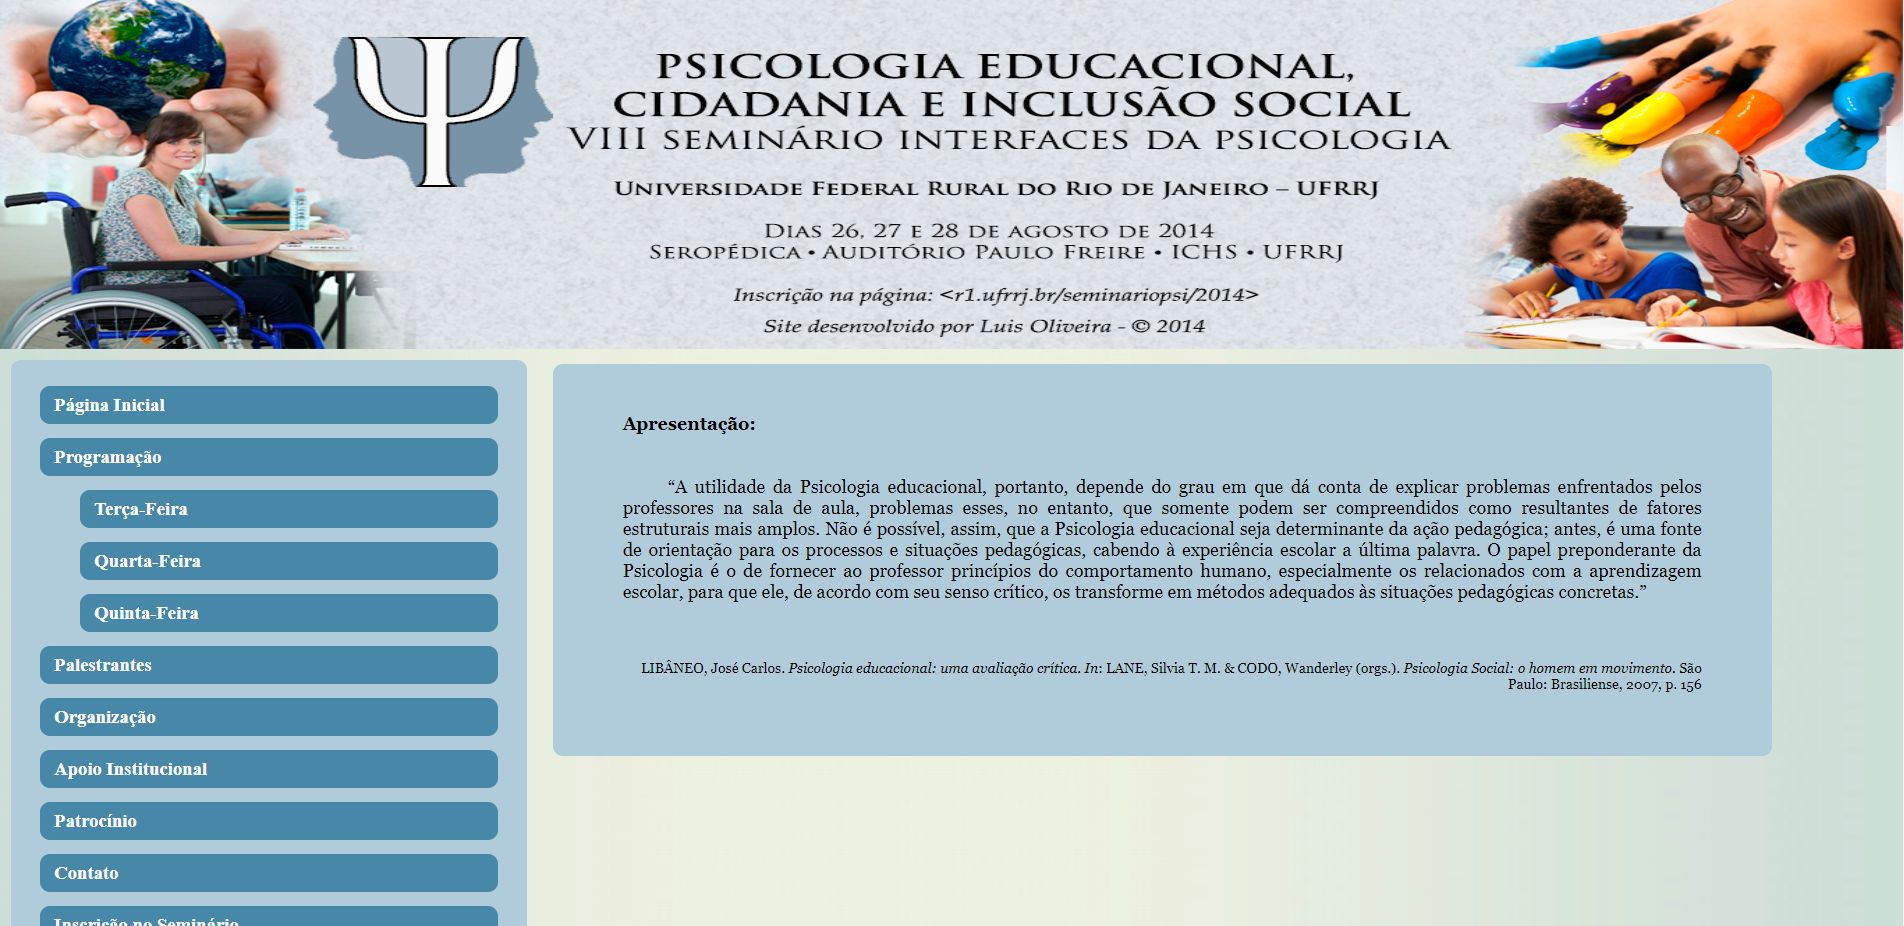 PSICOLOGIA EDUCACIONAL,
CIDADANIA E INCLUSÃO SOCIAL
VIII SEMINÁRIO INTERFACES DA PSICOLOGIA
UNIVERSIDADE FEDERAL RURAL DO RIO DE JANEIRO – UFRRJ
DIAS 26, 27 E 28 DE AGOSTO DE 2014
SEROPÉDICA • AUDITÓRIO PAULO FREIRE • ICHS • UFRRJ
Inscrição na página: <r1.ufrrj.br/seminariopsi/2014>
Site desenvolvido por Luis Oliveira - © 2014
Página Inicial
Programação
Terça-Feira
Quarta-Feira
Quinta-Feira
Palestrantes
Organização
Apoio Institucional
Patrocínio
Contato
Inscrição no Seminário
Apresentação:
“A utilidade da Psicologia educacional, portanto, depende do grau em que dá conta de explicar problemas enfrentados pelos
professores na sala de aula, problemas esses, no entanto, que somente podem ser compreendidos como resultantes de fatores
estruturais mais amplos. Não é possível, assim, que a Psicologia educacional seja determinante da ação pedagógica; antes, é uma fonte
de orientação para os processos e situações pedagógicas, cabendo à experiência escolar a última palavra. O papel preponderante da
Psicologia é o de fornecer ao professor princípios do comportamento humano, especialmente os relacionados com a aprendizagem
escolar, para que ele, de acordo com seu senso crítico, os transforme em métodos adequados às situações pedagógicas concretas.”
LIBÂNEO, José Carlos. Psicologia educacional: uma avaliação crítica. In: LANE, Silvia T. M. & CODO, Wanderley (orgs.). Psicologia Social: o homem em movimento. São
Paulo: Brasiliense, 2007, p. 156